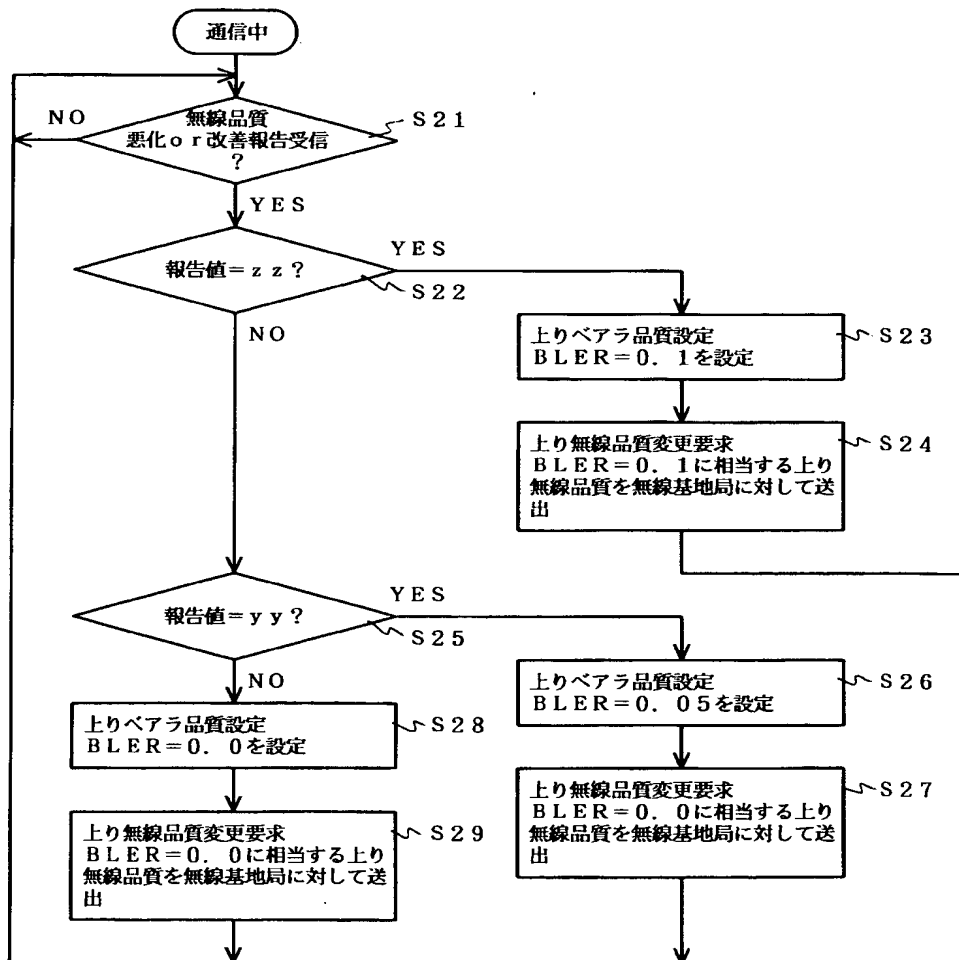 通信中
無線品質
悪化or改善報告受信
?
S21
NO
YES
報告値=zz?
S22
YES
NO
上りベアラ品質設定
BLER=0.1を設定
S23
上り無線品質変更要求
BLER=0.1に相当する上り
無線品質を無線基地局に対して送
出
S24
報告値=yy?
S25
YES
NO
上りベアラ品質設定
BLER=0.05を設定
S26
上り無線品質変更要求
BLER=0.0に相当する上り
無線品質を無線基地局に対して送
出
S27
上りベアラ品質設定
BLER=0.0を設定
S28
上り無線品質変更要求
BLER=0.0に相当する上り
無線品質を無線基地局に対して送
出
S29